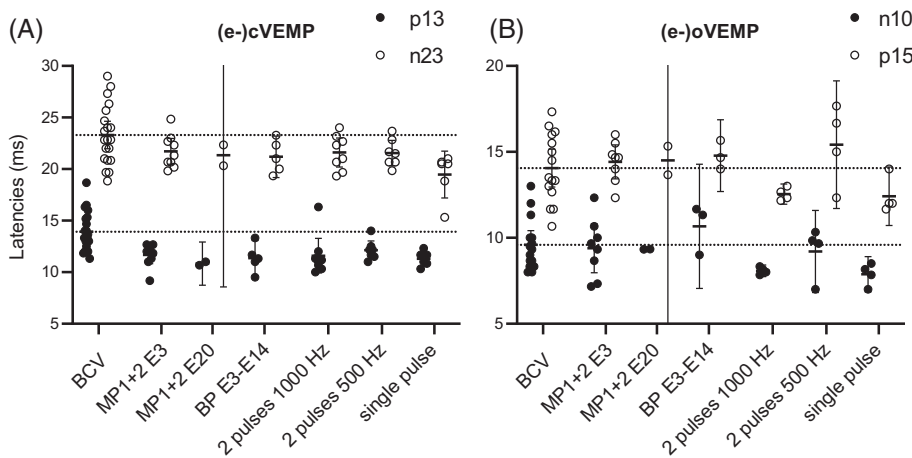 (A)
(e-)cVEMP
p13
n23
Latencies (ms)
30
25
20
15
10
5
BCV
MP1+2 E3
MP1+2 E20
BP E3-E14
2 pulses 1000 Hz
2 pulses 500 Hz
single pulse
(B)
(e-)oVEMP
n10
p15
20
15
10
5
BCV
MP1+2 E3
MP1+2 E20
BP E3-E14
2 pulses 1000 Hz
2 pulses 500 Hz
single pulse